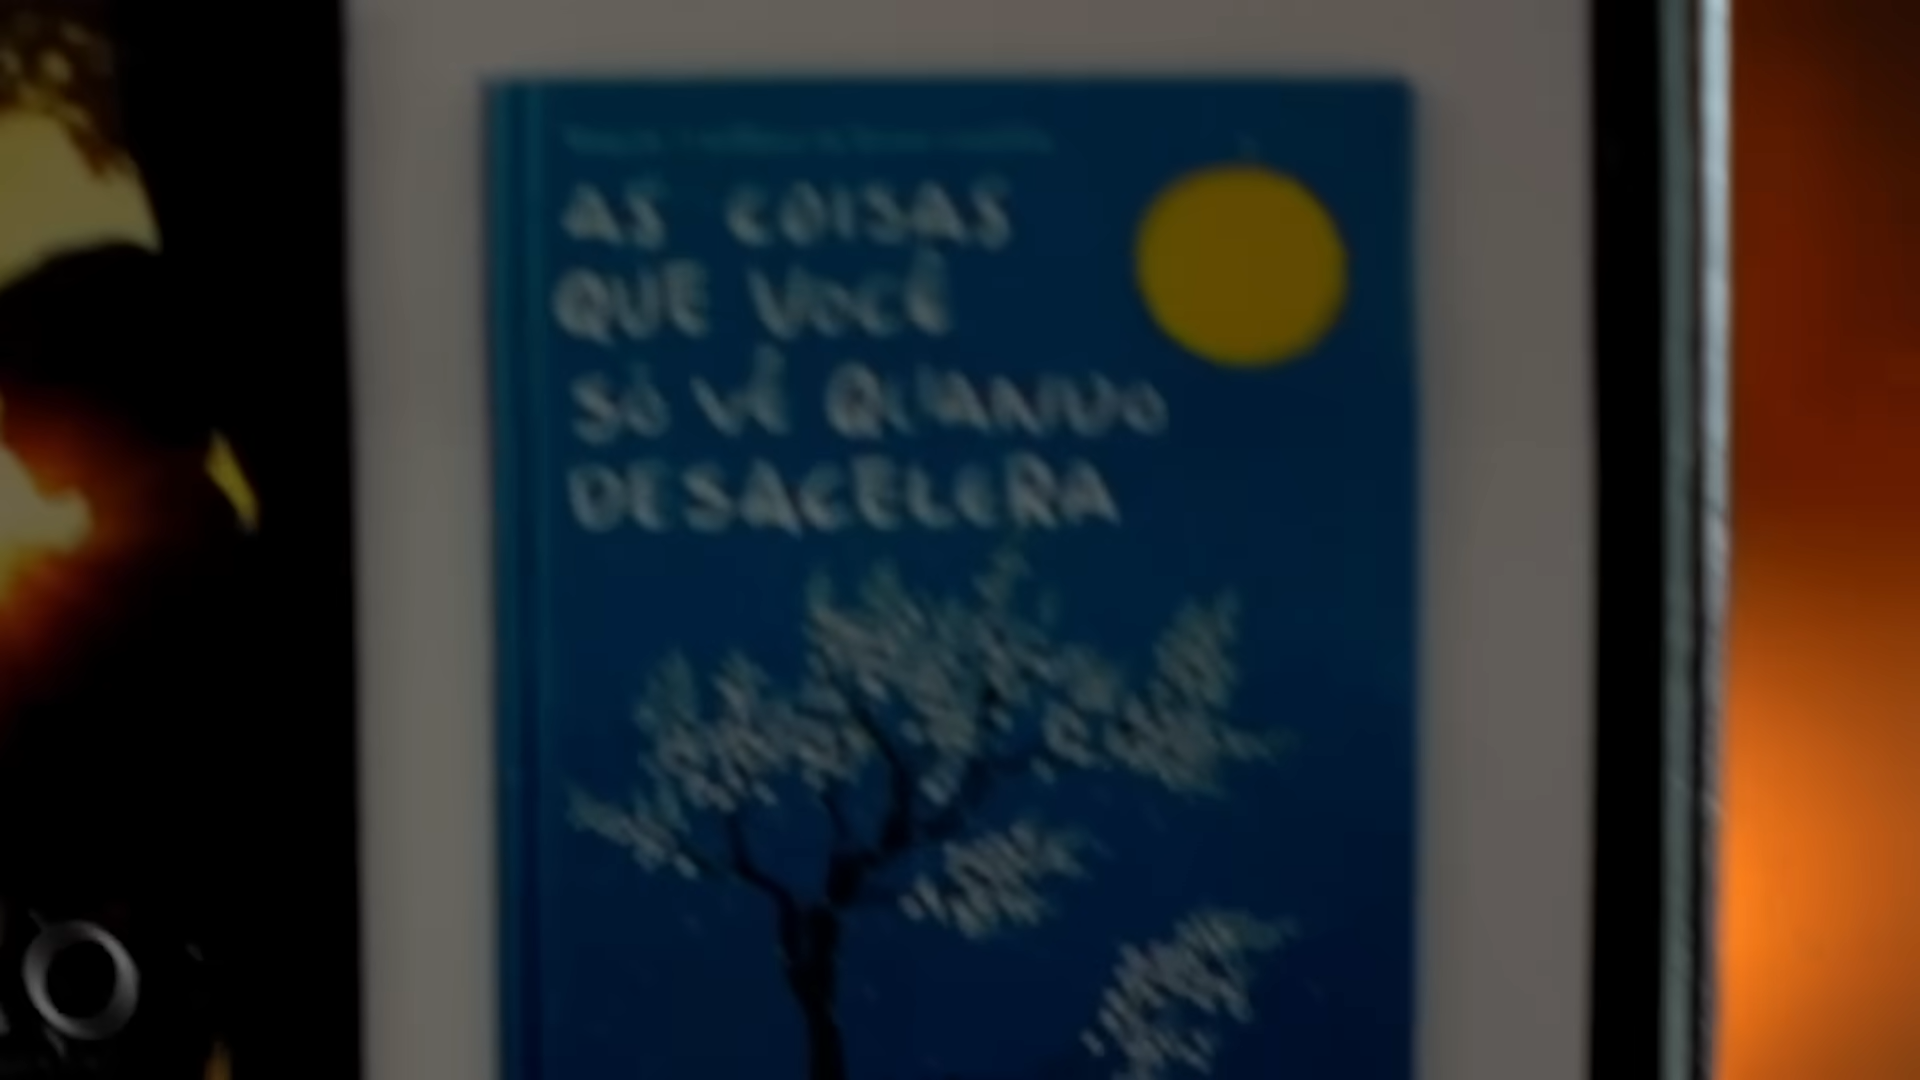 AS COISAS
QUE VOCÊ
SÓ VÊ QUANDO
DESACELERA